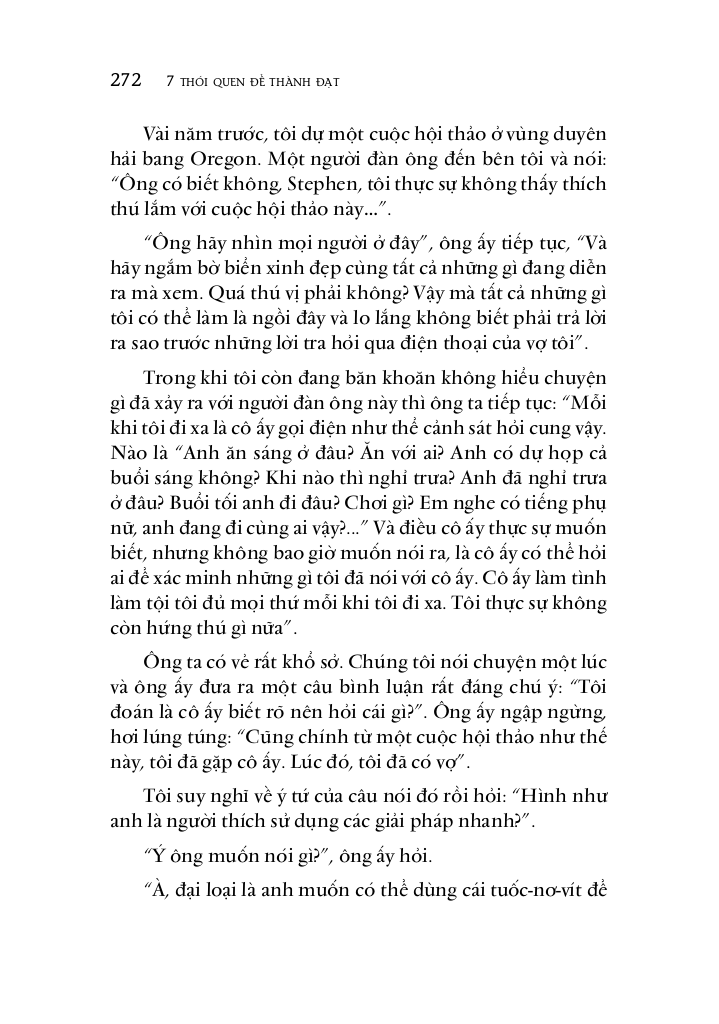 272 7 THÓI QUEN ĐỂ THÀNH ĐẠT
Vài năm trước, tôi dự một cuộc hội thảo ở vùng duyên
hải bang Oregon. Một người đàn ông đến bên tôi và nói:
“Ông có biết không, Stephen, tôi thực sự không thấy thích
thú lắm với cuộc hội thảo này...”.
“Ông hãy nhìn mọi người ở đây”, ông ấy tiếp tục, “Và
hãy ngắm bờ biển xinh đẹp cùng tất cả những gì đang diễn
ra mà xem. Quá thú vị phải không? Vậy mà tất cả những gì
tôi có thể làm là ngồi đây và lo lắng không biết phải trả lời
ra sao trước những lời tra hỏi qua điện thoại của vợ tôi”.
Trong khi tôi còn đang băn khoăn không hiểu chuyện
gì đã xảy ra với người đàn ông này thì ông ta tiếp tục: “Mỗi
khi tôi đi xa là cô ấy gọi điện như thể cảnh sát hỏi cung vậy.
Nào là “Anh ăn sáng ở đâu? Ăn với ai? Anh có dự họp cả
buổi sáng không? Khi nào thì nghỉ trưa? Anh đã nghỉ trưa
ở đâu? Buổi tối anh đi đâu? Chơi gì? Em nghe có tiếng phụ
nữ, anh đang đi cùng ai vậy?...” Và điều cô ấy thực sự muốn
biết, nhưng không bao giờ muốn nói ra, là cô ấy có thể hỏi
ai để xác minh những gì tôi đã nói với cô ấy. Cô ấy làm tình
làm tội tôi đủ mọi thứ mỗi khi tôi đi xa. Tôi thực sự không
còn hứng thú gì nữa”.
Ông ta có vẻ rất khổ sở. Chúng tôi nói chuyện một lúc
và ông ấy đưa ra một câu bình luận rất đáng chú ý: “Tôi
đoán là cô ấy biết rõ nên hỏi cái gì?”. Ông ấy ngập ngừng,
hơi lúng túng: “Cũng chính từ một cuộc hội thảo như thế
này, tôi đã gặp cô ấy. Lúc đó, tôi đã có vợ”.
Tôi suy nghĩ về ý tứ của câu nói đó rồi hỏi: “Hình như
anh là người thích sử dụng các giải pháp nhanh?”.
“Ý ông muốn nói gì?”, ông ấy hỏi.
“À, đại loại là anh muốn có thể dùng cái tuốc-nơ-vít để